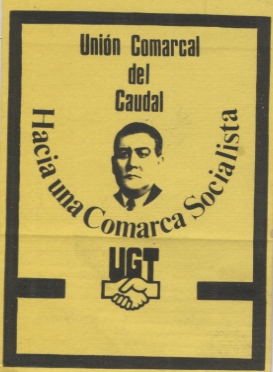 Unión Comarcal
del
Caudal
Hacia una Comarca Socialista
UGT